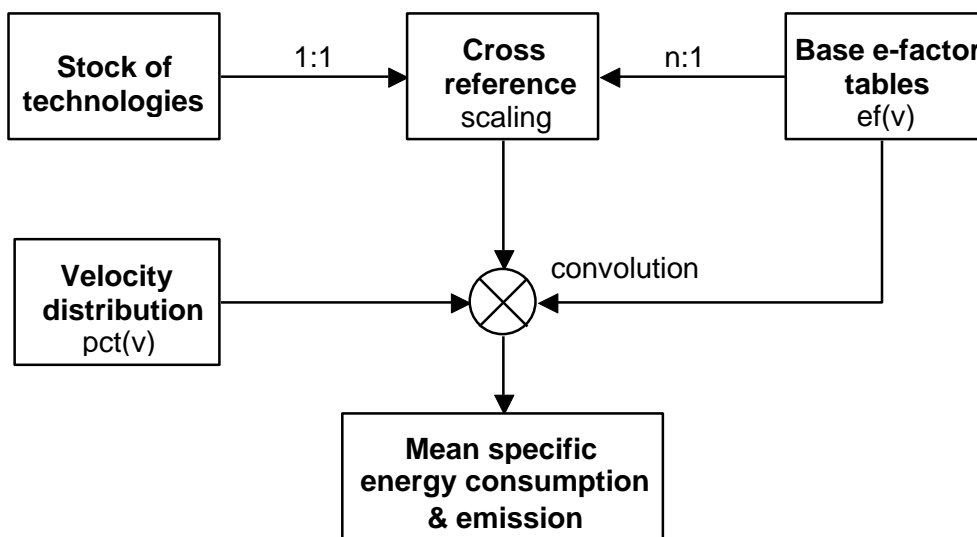 Stock of
technologies
1:1
Cross
reference
scaling
n:1
Base e-factor
tables
ef(v)
Velocity
distribution
pct(v)
convolution
Mean specific
energy consumption
& emission